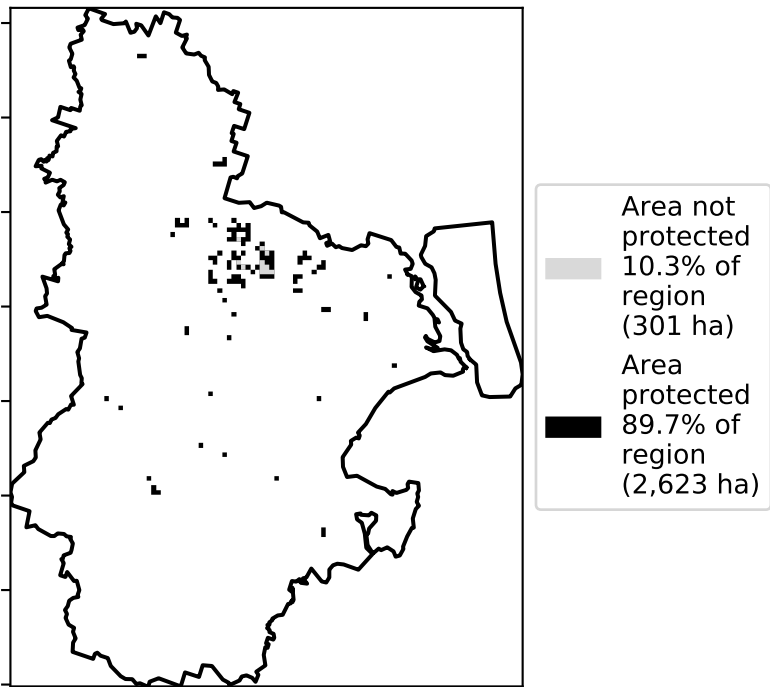 Area not
protected
10.3% of
region
(301 ha)
Area
protected
89.7% of
region
(2,623 ha)